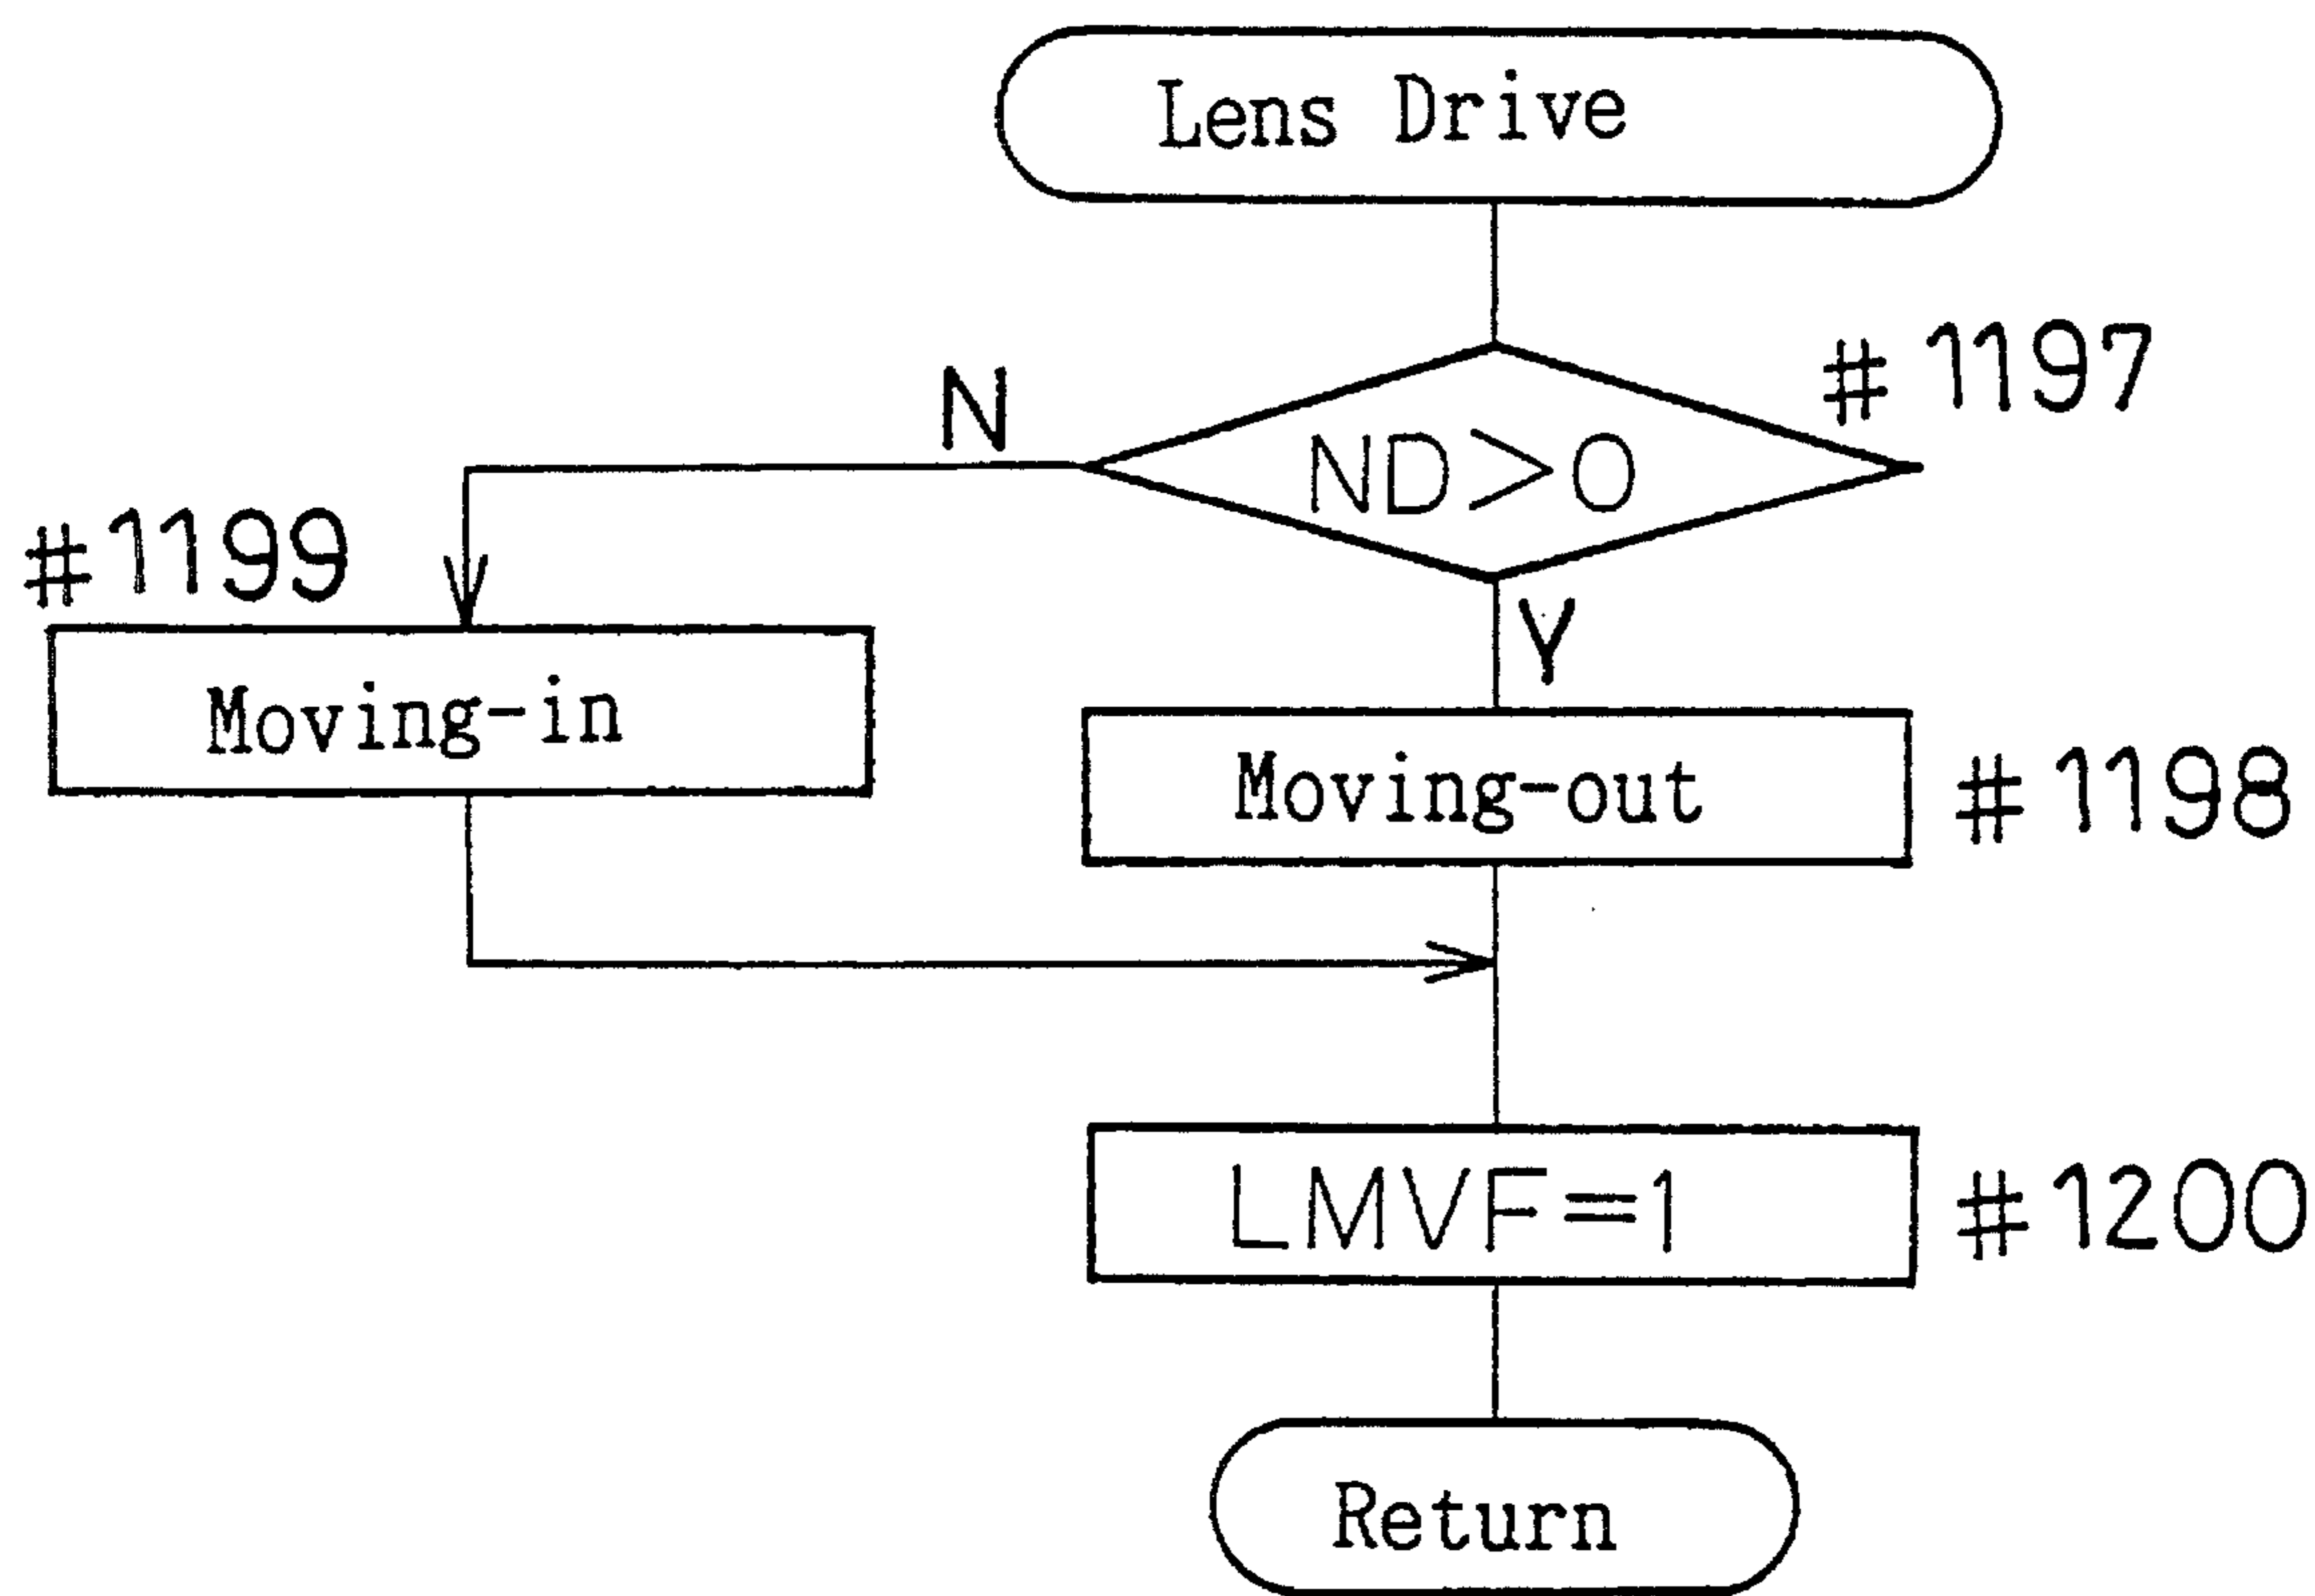 Lens Drive
#1197
N
ND>0
#1199
Y
Moving-in
Moving-out
#1198
LMVF=1
#1200
Return